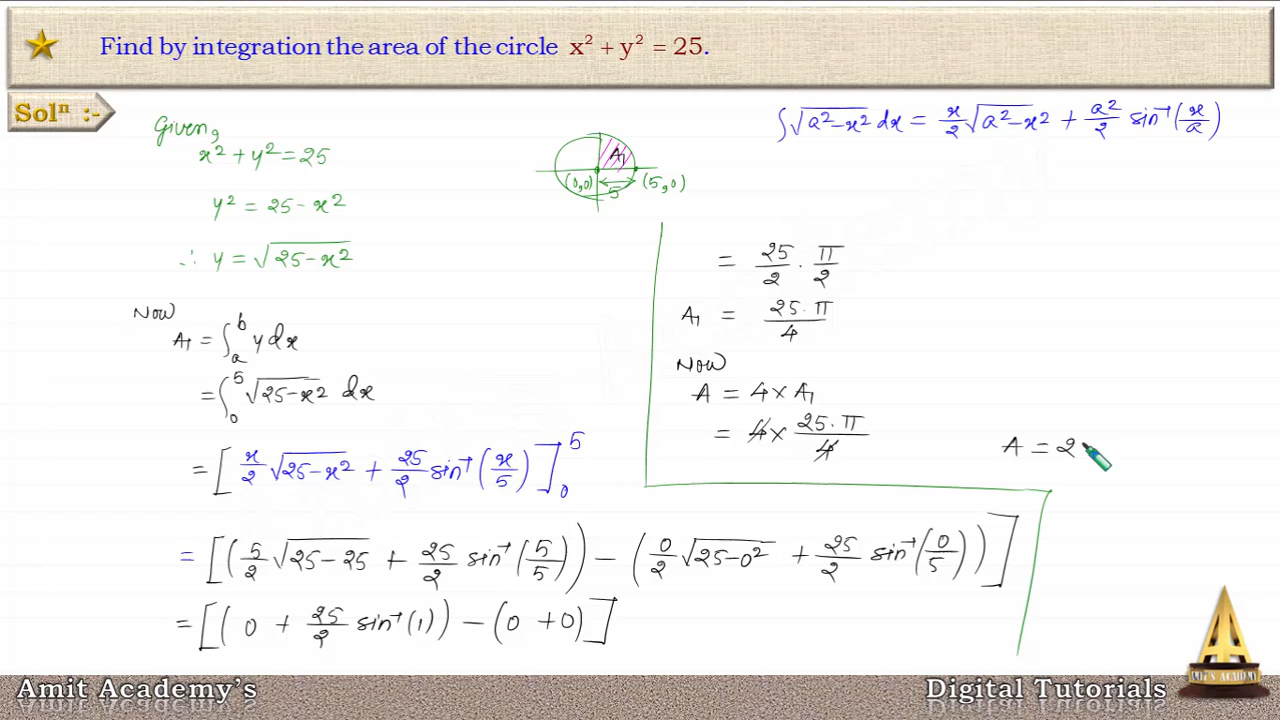 Find by integration the area of the circle x² + y² = 25.
Solⁿ :-
Given,
x² + y² = 25
y² = 25 - x²
∴ y = √(25-x²)
(0,0) 5 (5,0)
A₁
∫√(a²-x²) dx = x/2 √(a²-x²) + a²/2 sin⁻¹(x/a)
Now
A₁ = ∫ₐᵇ y dx
= ∫₀⁵ √(25-x²) dx
= [x/2 √(25-x²) + 25/2 sin⁻¹(x/5)]₀⁵
= [(5/2 √(25-25) + 25/2 sin⁻¹(5/5)) - (0/2 √(25-0²) + 25/2 sin⁻¹(0/5))]
= [(0 + 25/2 sin⁻¹(1)) - (0 + 0)]
= 25/2 · π/2
A₁ = 25·π/4
Now
A = 4 × A₁
= 4 × 25·π/4
A = 2
Amit Academy's
Digital Tutorials
AMIT'S ACADEMY